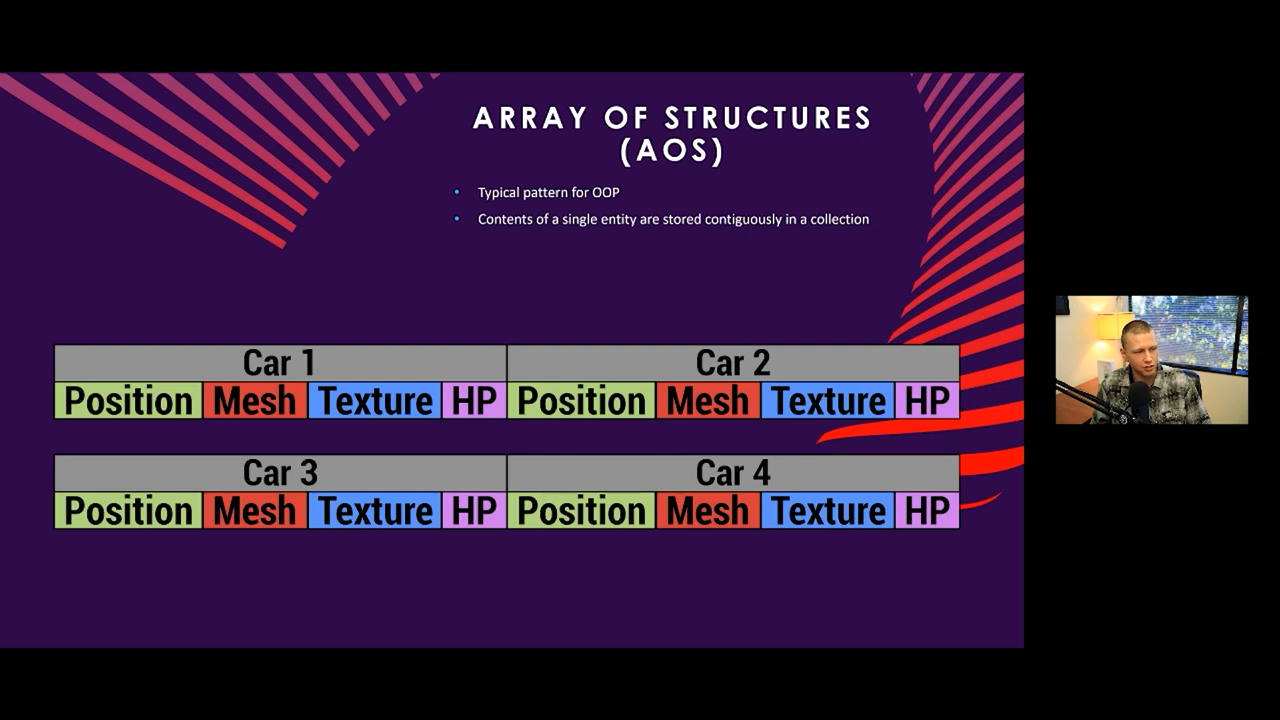 ARRAY OF STRUCTURES
(AOS)
• Typical pattern for OOP
• Contents of a single entity are stored contiguously in a collection
Car 1 Car 2
Position Mesh Texture HP Position Mesh Texture HP
Car 3 Car 4
Position Mesh Texture HP Position Mesh Texture HP